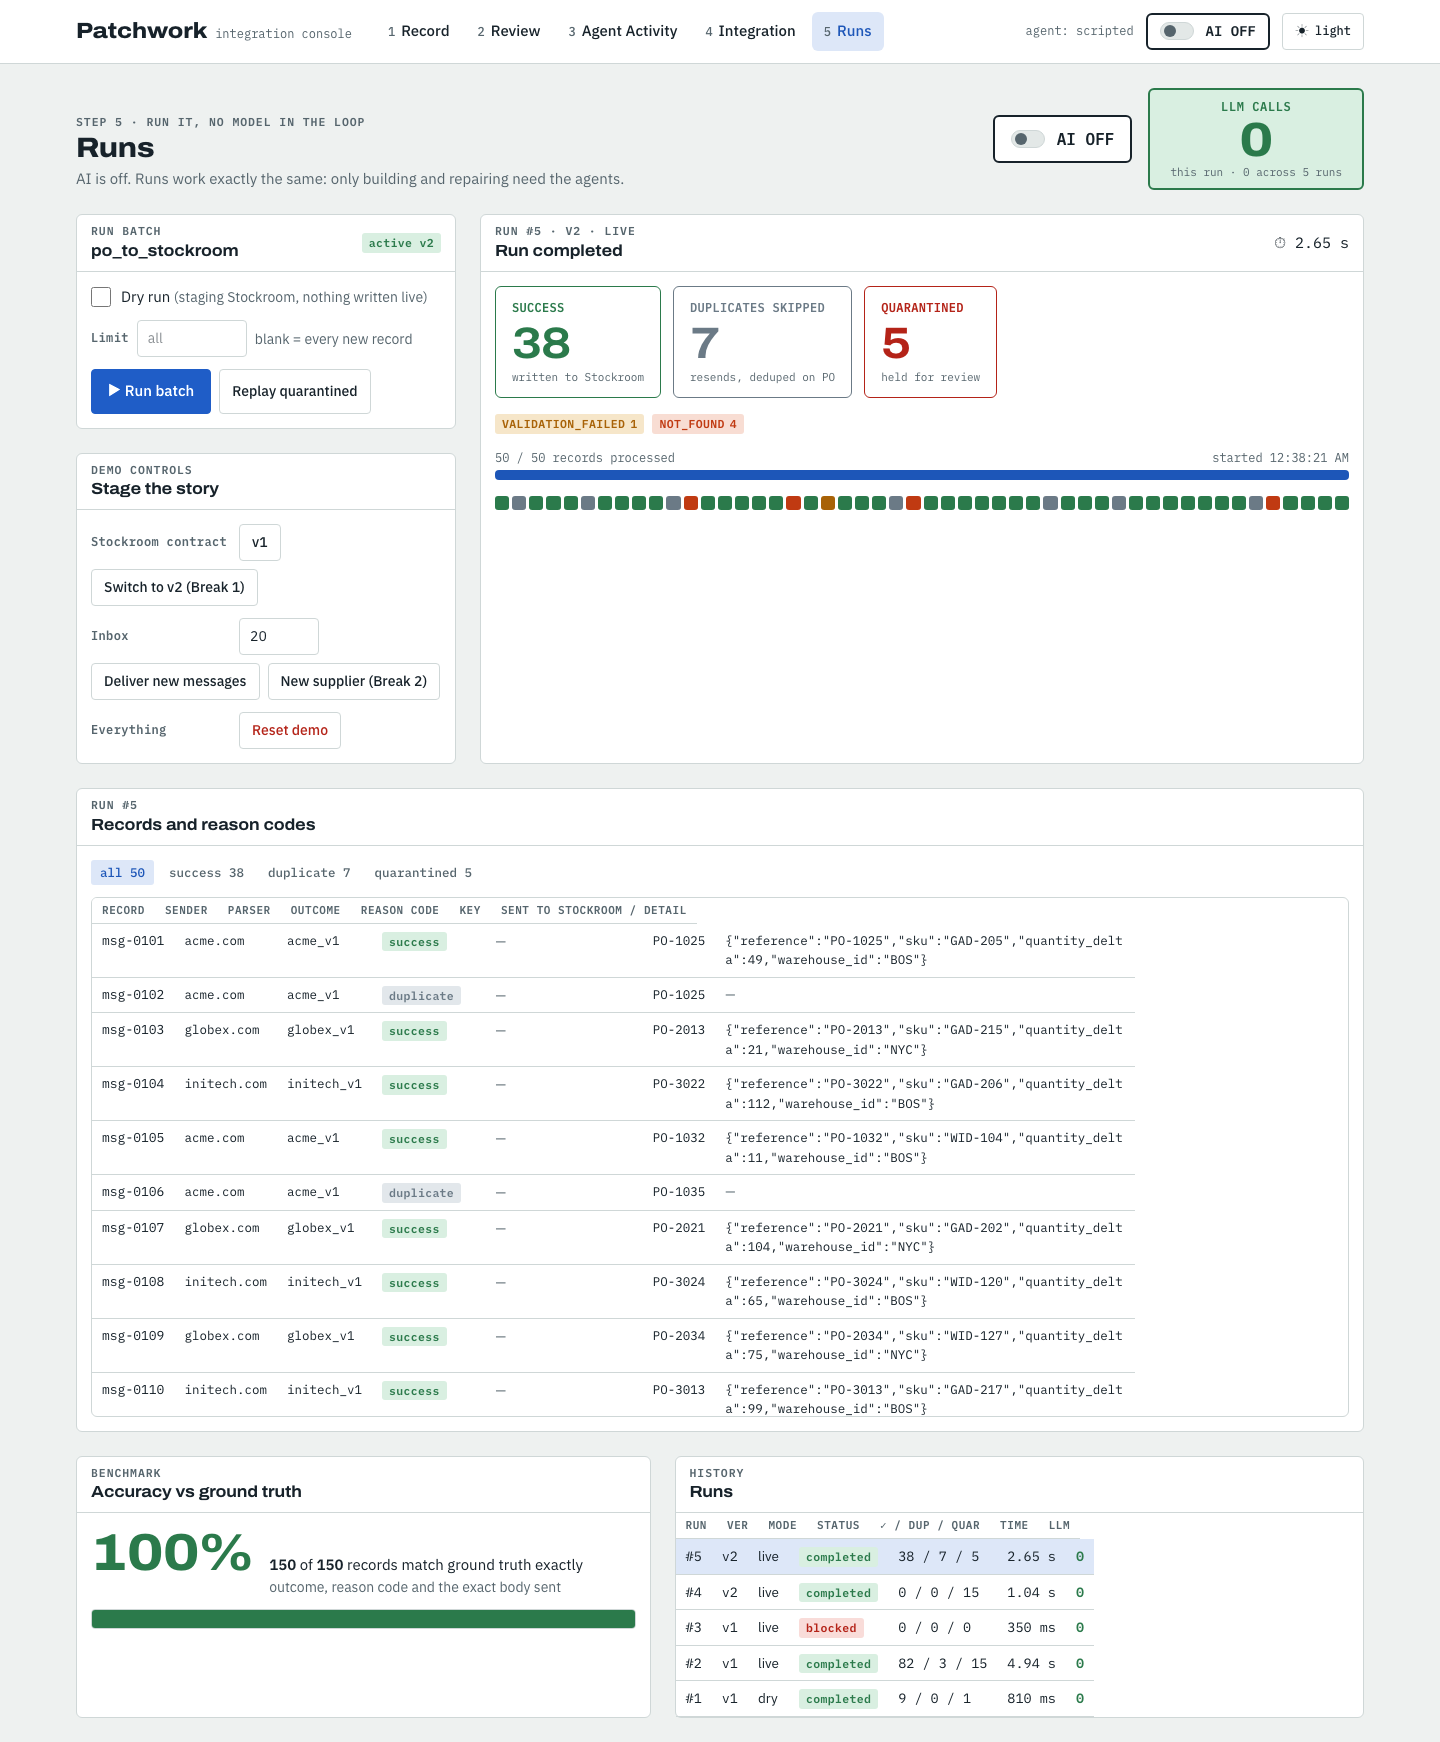 Patchwork integration console 1 Record 2 Review 3 Agent Activity 4 Integration 5 Runs agent: scripted AI OFF ☀ light
STEP 5 · RUN IT, NO MODEL IN THE LOOP
Runs
AI is off. Runs work exactly the same: only building and repairing need the agents.
AI OFF
LLM CALLS
0
this run · 0 across 5 runs
RUN BATCH
po_to_stockroom
active v2
Dry run (staging Stockroom, nothing written live)
Limit all blank = every new record
▶ Run batch Replay quarantined
DEMO CONTROLS
Stage the story
Stockroom contract v1
Switch to v2 (Break 1)
Inbox 20
Deliver new messages New supplier (Break 2)
Everything Reset demo
RUN #5 · V2 · LIVE
Run completed
⏱ 2.65 s
SUCCESS
38
written to Stockroom
DUPLICATES SKIPPED
7
resends, deduped on PO
QUARANTINED
5
held for review
VALIDATION_FAILED 1 NOT_FOUND 4
50 / 50 records processed started 12:38:21 AM
RUN #5
Records and reason codes
all 50 success 38 duplicate 7 quarantined 5
RECORD SENDER PARSER OUTCOME REASON CODE KEY SENT TO STOCKROOM / DETAIL
msg-0101 acme.com acme_v1 success — PO-1025 {"reference":"PO-1025","sku":"GAD-205","quantity_delt
a":49,"warehouse_id":"BOS"}
msg-0102 acme.com acme_v1 duplicate — PO-1025 —
msg-0103 globex.com globex_v1 success — PO-2013 {"reference":"PO-2013","sku":"GAD-215","quantity_delt
a":21,"warehouse_id":"NYC"}
msg-0104 initech.com initech_v1 success — PO-3022 {"reference":"PO-3022","sku":"GAD-206","quantity_delt
a":112,"warehouse_id":"BOS"}
msg-0105 acme.com acme_v1 success — PO-1032 {"reference":"PO-1032","sku":"WID-104","quantity_delt
a":11,"warehouse_id":"BOS"}
msg-0106 acme.com acme_v1 duplicate — PO-1035 —
msg-0107 globex.com globex_v1 success — PO-2021 {"reference":"PO-2021","sku":"GAD-202","quantity_delt
a":104,"warehouse_id":"NYC"}
msg-0108 initech.com initech_v1 success — PO-3024 {"reference":"PO-3024","sku":"WID-120","quantity_delt
a":65,"warehouse_id":"BOS"}
msg-0109 globex.com globex_v1 success — PO-2034 {"reference":"PO-2034","sku":"WID-127","quantity_delt
a":75,"warehouse_id":"NYC"}
msg-0110 initech.com initech_v1 success — PO-3013 {"reference":"PO-3013","sku":"GAD-217","quantity_delt
a":99,"warehouse_id":"BOS"}
BENCHMARK
Accuracy vs ground truth
100%
150 of 150 records match ground truth exactly
outcome, reason code and the exact body sent
HISTORY
Runs
RUN VER MODE STATUS ✓ / DUP / QUAR TIME LLM
#5 v2 live completed 38 / 7 / 5 2.65 s 0
#4 v2 live completed 0 / 0 / 15 1.04 s 0
#3 v1 live blocked 0 / 0 / 0 350 ms 0
#2 v1 live completed 82 / 3 / 15 4.94 s 0
#1 v1 dry completed 9 / 0 / 1 810 ms 0